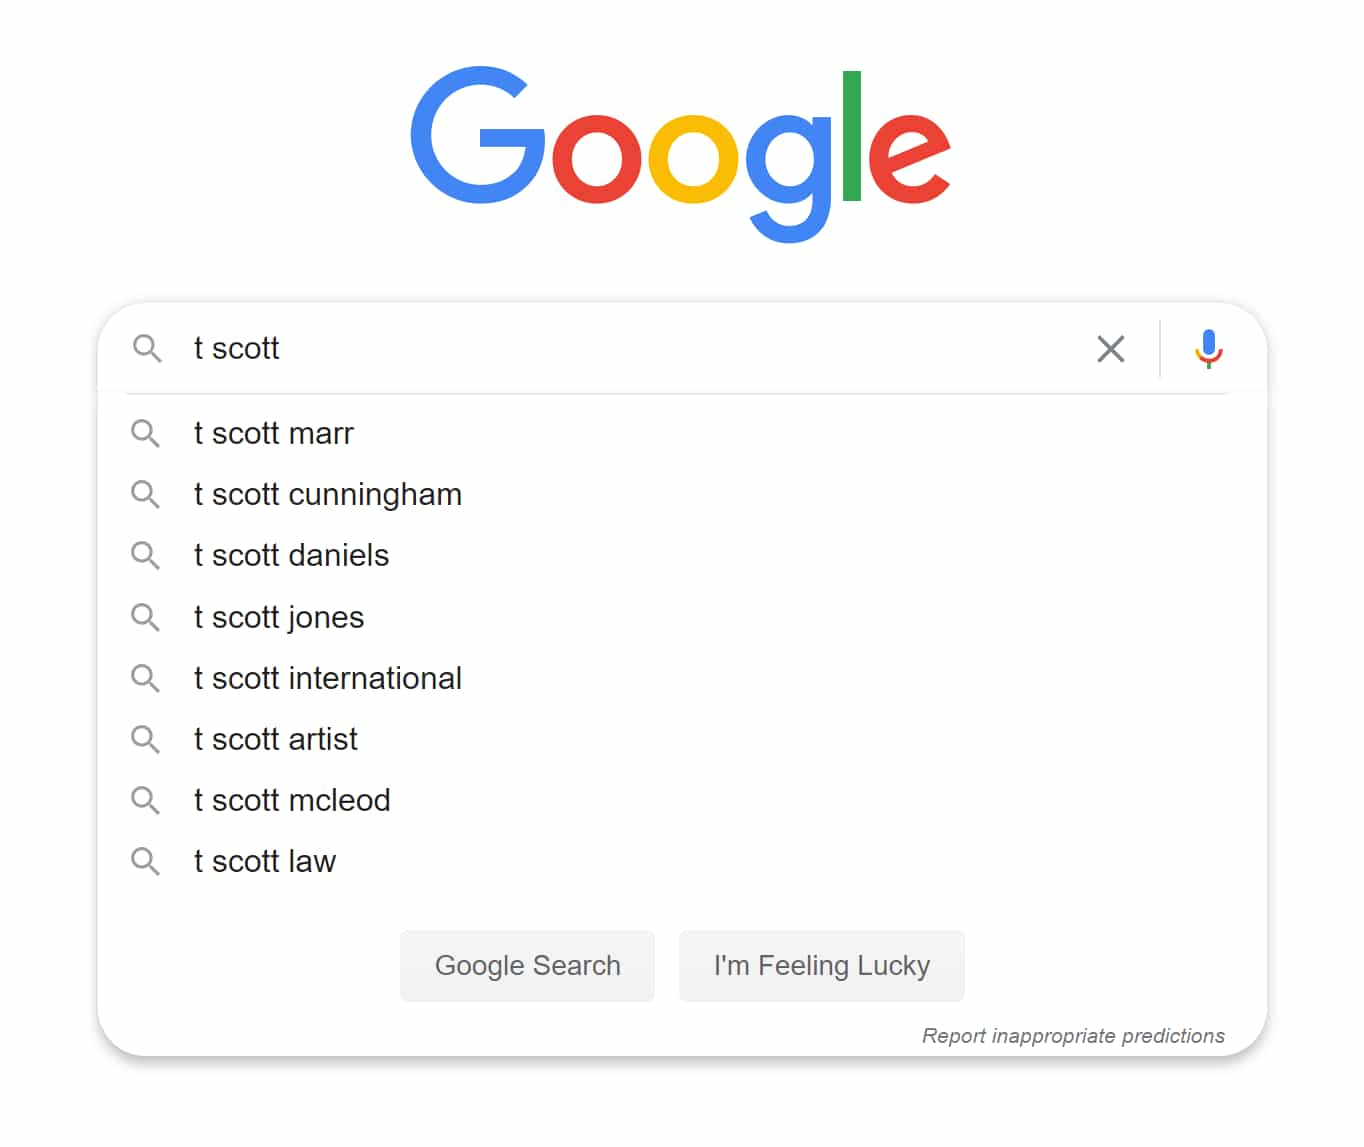 Google
t scott
t scott marr
t scott cunningham
t scott daniels
t scott jones
t scott international
t scott artist
t scott mcleod
t scott law
Google Search
I'm Feeling Lucky
Report inappropriate predictions